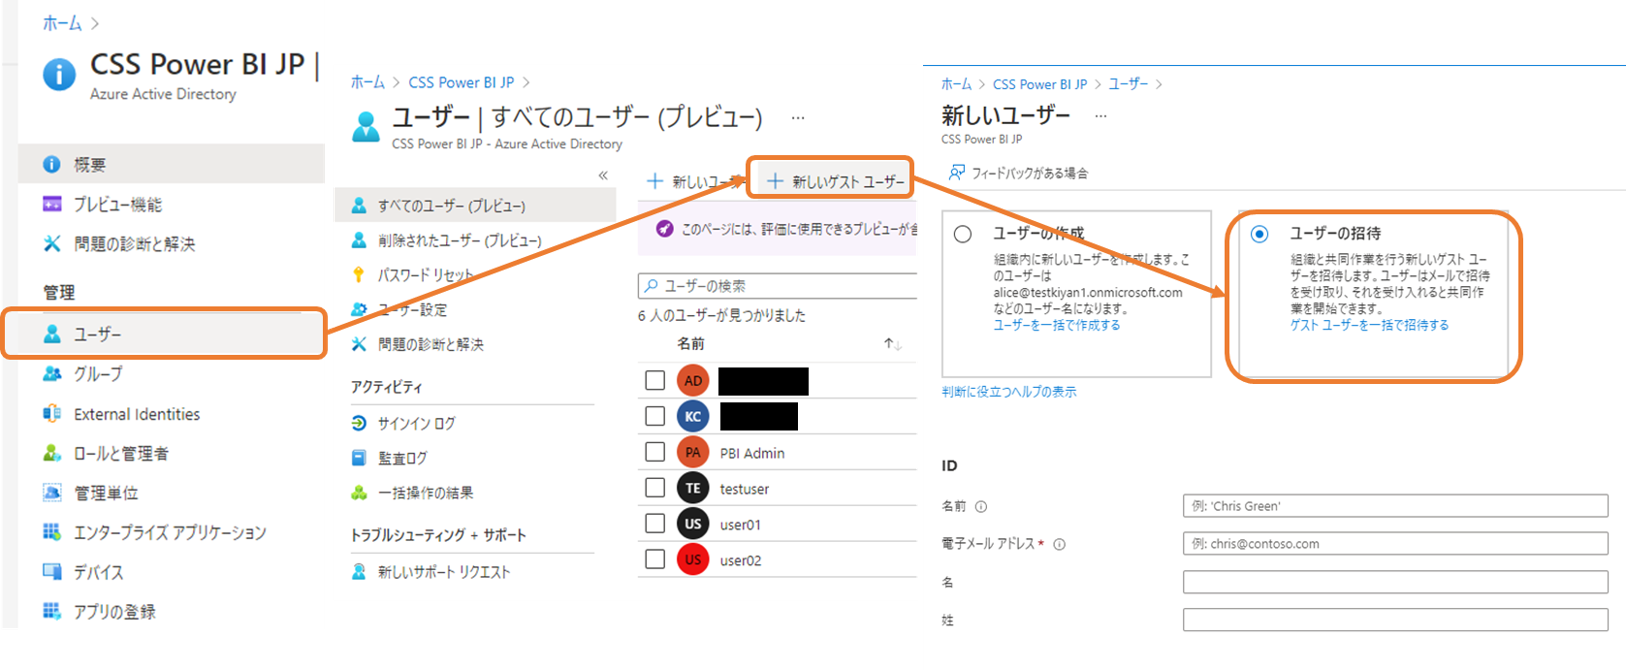 ホーム >
CSS Power BI JP |
Azure Active Directory
概要
プレビュー機能
問題の診断と解決
管理
ユーザー
グループ
External Identities
ロールと管理者
管理単位
エンタープライズ アプリケーション
デバイス
アプリの登録
ホーム > CSS Power BI JP >
ユーザー | すべてのユーザー (プレビュー) ...
CSS Power BI JP - Azure Active Directory
«
すべてのユーザー (プレビュー)
削除されたユーザー (プレビュー)
パスワード リセット
ユーザー設定
問題の診断と解決
アクティビティ
サインイン ログ
監査ログ
一括操作の結果
トラブルシューティング + サポート
新しいサポート リクエスト
+ 新しいユーザー + 新しいゲスト ユーザー
このページには、評価に使用できるプレビューが含
ユーザーの検索
6 人のユーザーが見つかりました
名前 ↑↓
AD
KC
PA PBI Admin
TE testuser
US user01
US user02
ホーム > CSS Power BI JP > ユーザー >
新しいユーザー ...
CSS Power BI JP
フィードバックがある場合
ユーザーの作成
組織内に新しいユーザーを作成します。こ
のユーザーは
alice@testkiyan1.onmicrosoft.com
などのユーザー名になります。
ユーザーを一括で作成する
ユーザーの招待
組織と共同作業を行う新しいゲスト ユー
ザーを招待します。ユーザーはメールで招待
を受け取り、それを受け入れると共同作
業を開始できます。
ゲスト ユーザーを一括で招待する
判断に役立つヘルプの表示
ID
名前
例: 'Chris Green'
電子メール アドレス *
例: chris@contoso.com
名
姓